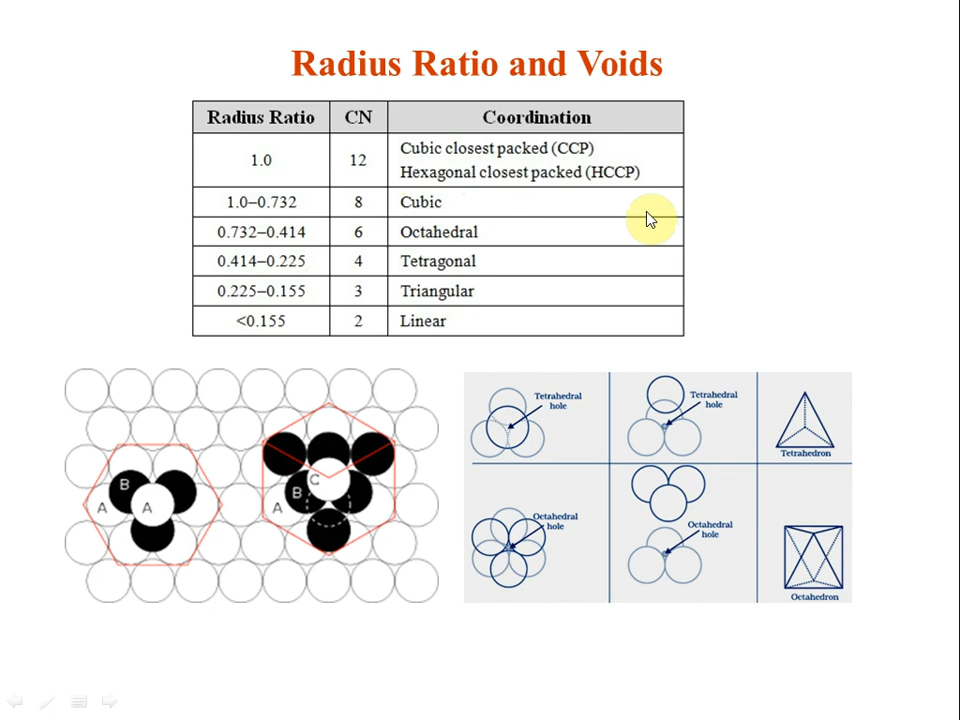 Radius Ratio and Voids
Radius Ratio CN Coordination
1.0 12 Cubic closest packed (CCP)
Hexagonal closest packed (HCCP)
1.0–0.732 8 Cubic
0.732–0.414 6 Octahedral
0.414–0.225 4 Tetragonal
0.225–0.155 3 Triangular
<0.155 2 Linear
B
A A
C
B
A
Tetrahedral
hole
Tetrahedral
hole
Tetrahedron
Octahedral
hole
Octahedral
hole
Octahedron